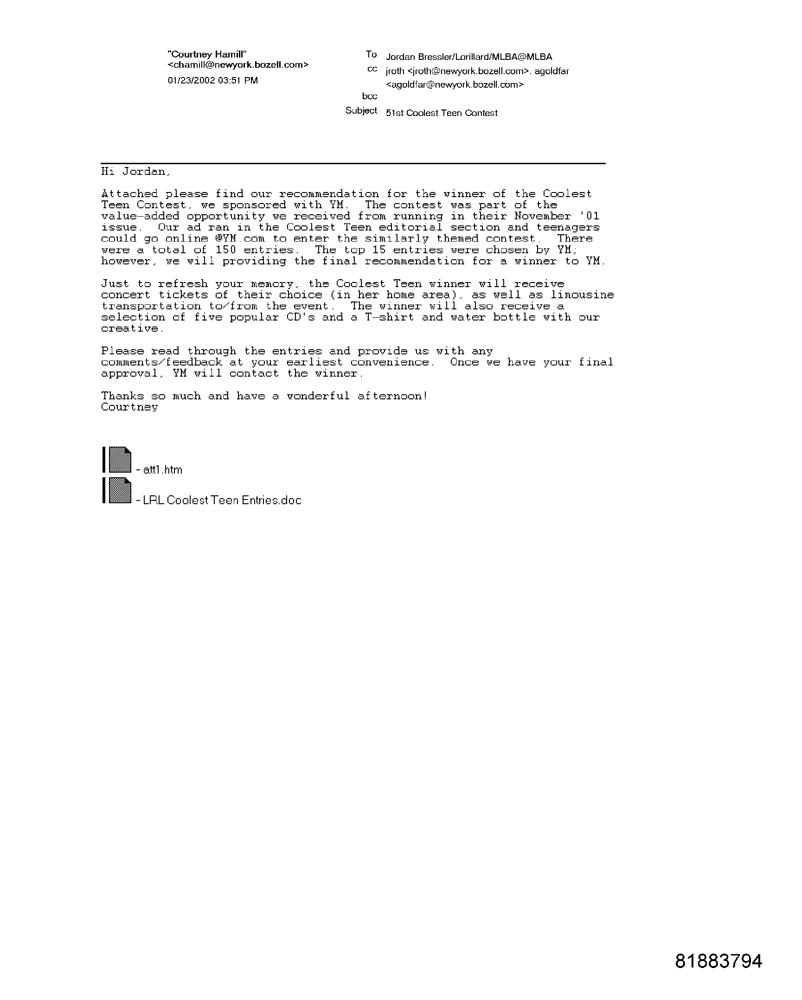 "Courtney Hamill"
<chamill@newyork.bozell.com>
01/23/2002 03:51 PM
To Jordan Bressler/Lorillard/MLBA@MLBA
cc jroth <jroth@newyork.bozell.com>, agoldfar
<agoldfar@newyork.bozell.com>
bcc
Subject 51st Coolest Teen Contest
Hi Jordan,
Attached please find our recommendation for the winner of the Coolest
Teen Contest, we sponsored with YM. The contest was part of the
value-added opportunity we received from running in their November '01
issue. Our ad ran in the Coolest Teen editorial section and teenagers
could go online @YM.com to enter the similarly themed contest. There
were a total of 150 entries. The top 15 entries were chosen by YM;
however, we will providing the final recommendation for a winner to YM.
Just to refresh your memory, the Coolest Teen winner will receive
concert tickets of their choice (in her home area), as well as limousine
transportation to/from the event. The winner will also receive a
selection of five popular CD's and a T-shirt and water bottle with our
creative.
Please read through the entries and provide us with any
comments/feedback at your earliest convenience. Once we have your final
approval, YM will contact the winner.
Thanks so much and have a wonderful afternoon!
Courtney
- att1.htm
- LRL Coolest Teen Entries.doc
81883794